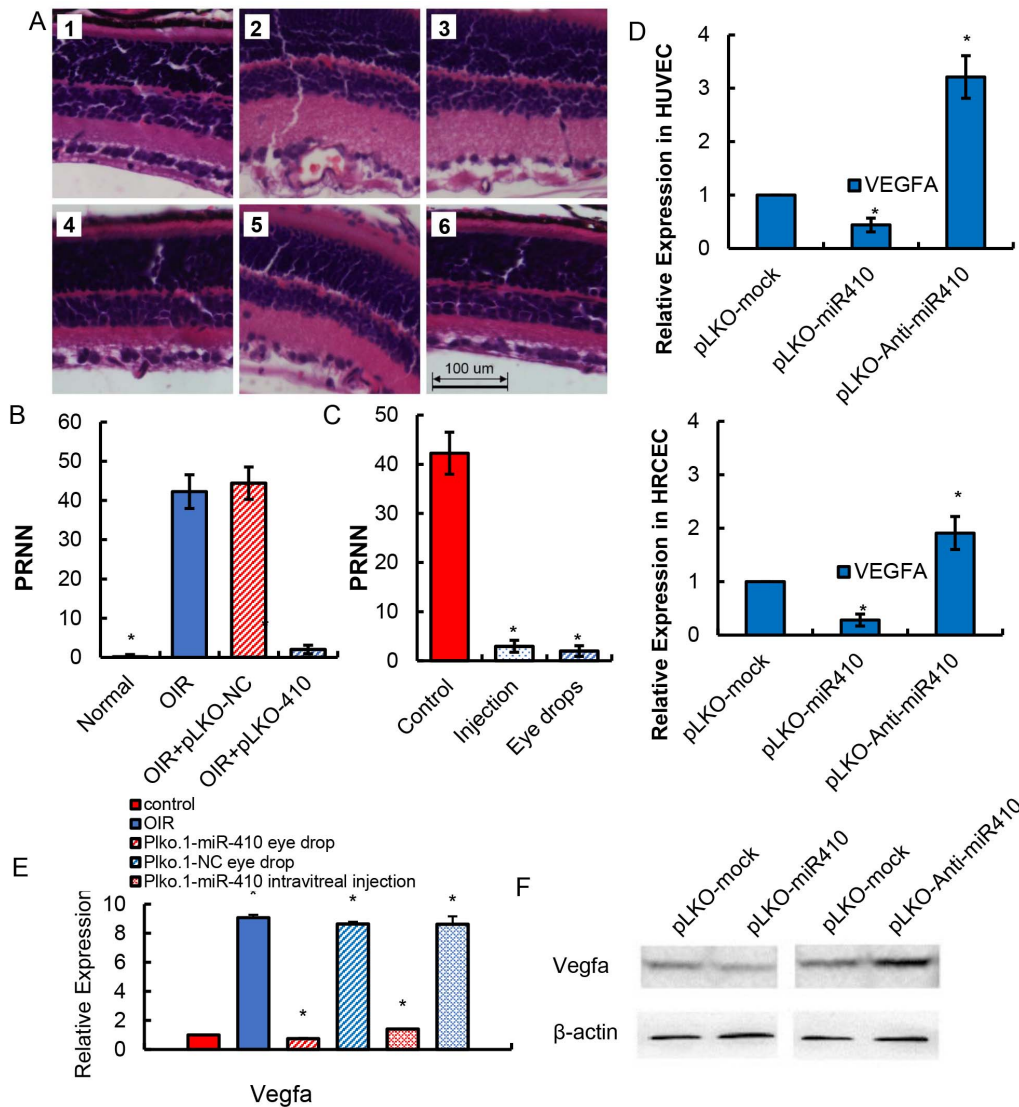 A
1
2
3
4
5
6
100 um
B
PRNN
60
50
40
30
20
10
0
*
Normal
OIR
OIR+pLKO-NC
OIR+pLKO-410
C
PRNN
50
40
30
20
10
0
*
*
Control
Injection
Eye drops
D
Relative Expression in HUVEC
4
3
2
1
0
VEGFA
*
*
pLKO-mock
pLKO-miR410
pLKO-Anti-miR410
Relative Expression in HRCEC
4
3
2
1
0
VEGFA
*
*
pLKO-mock
pLKO-miR410
pLKO-Anti-miR410
E
control
OIR
Plko.1-miR-410 eye drop
Plko.1-NC eye drop
Plko.1-miR-410 intravitreal injection
Relative Expression
10
8
6
4
2
0
*
*
*
*
*
Vegfa
F
pLKO-mock
pLKO-miR410
pLKO-mock
pLKO-Anti-miR410
Vegfa
β-actin